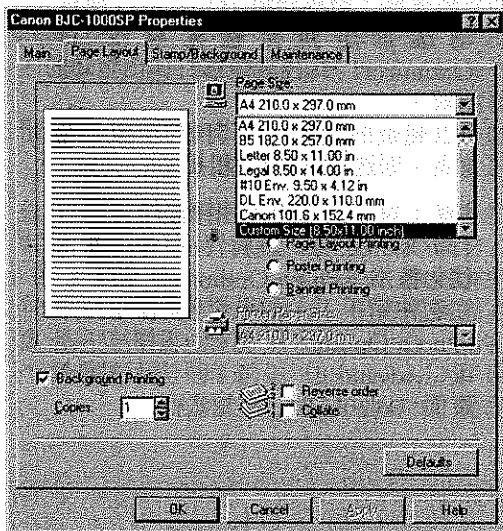 Canon BJC-1000SP Properties
Main Page Layout Stamp/Background Maintenance
Page Size:
A4 210.0 x 297.0 mm
A4 210.0 x 297.0 mm
B5 182.0 x 257.0 mm
Letter 8.50 x 11.00 in
Legal 8.50 x 14.00 in
#10 Env. 9.50 x 4.12 in
DL Env. 220.0 x 110.0 mm
Canon 101.6 x 152.4 mm
Custom Size (8.50x11.00 inch)
Page Layout Printing
Poster Printing
Banner Printing
A4 210.0 x 297.0 mm
Background Printing
Copies: 1
Reverse order
Collate
Defaults
OK Cancel Apply Help